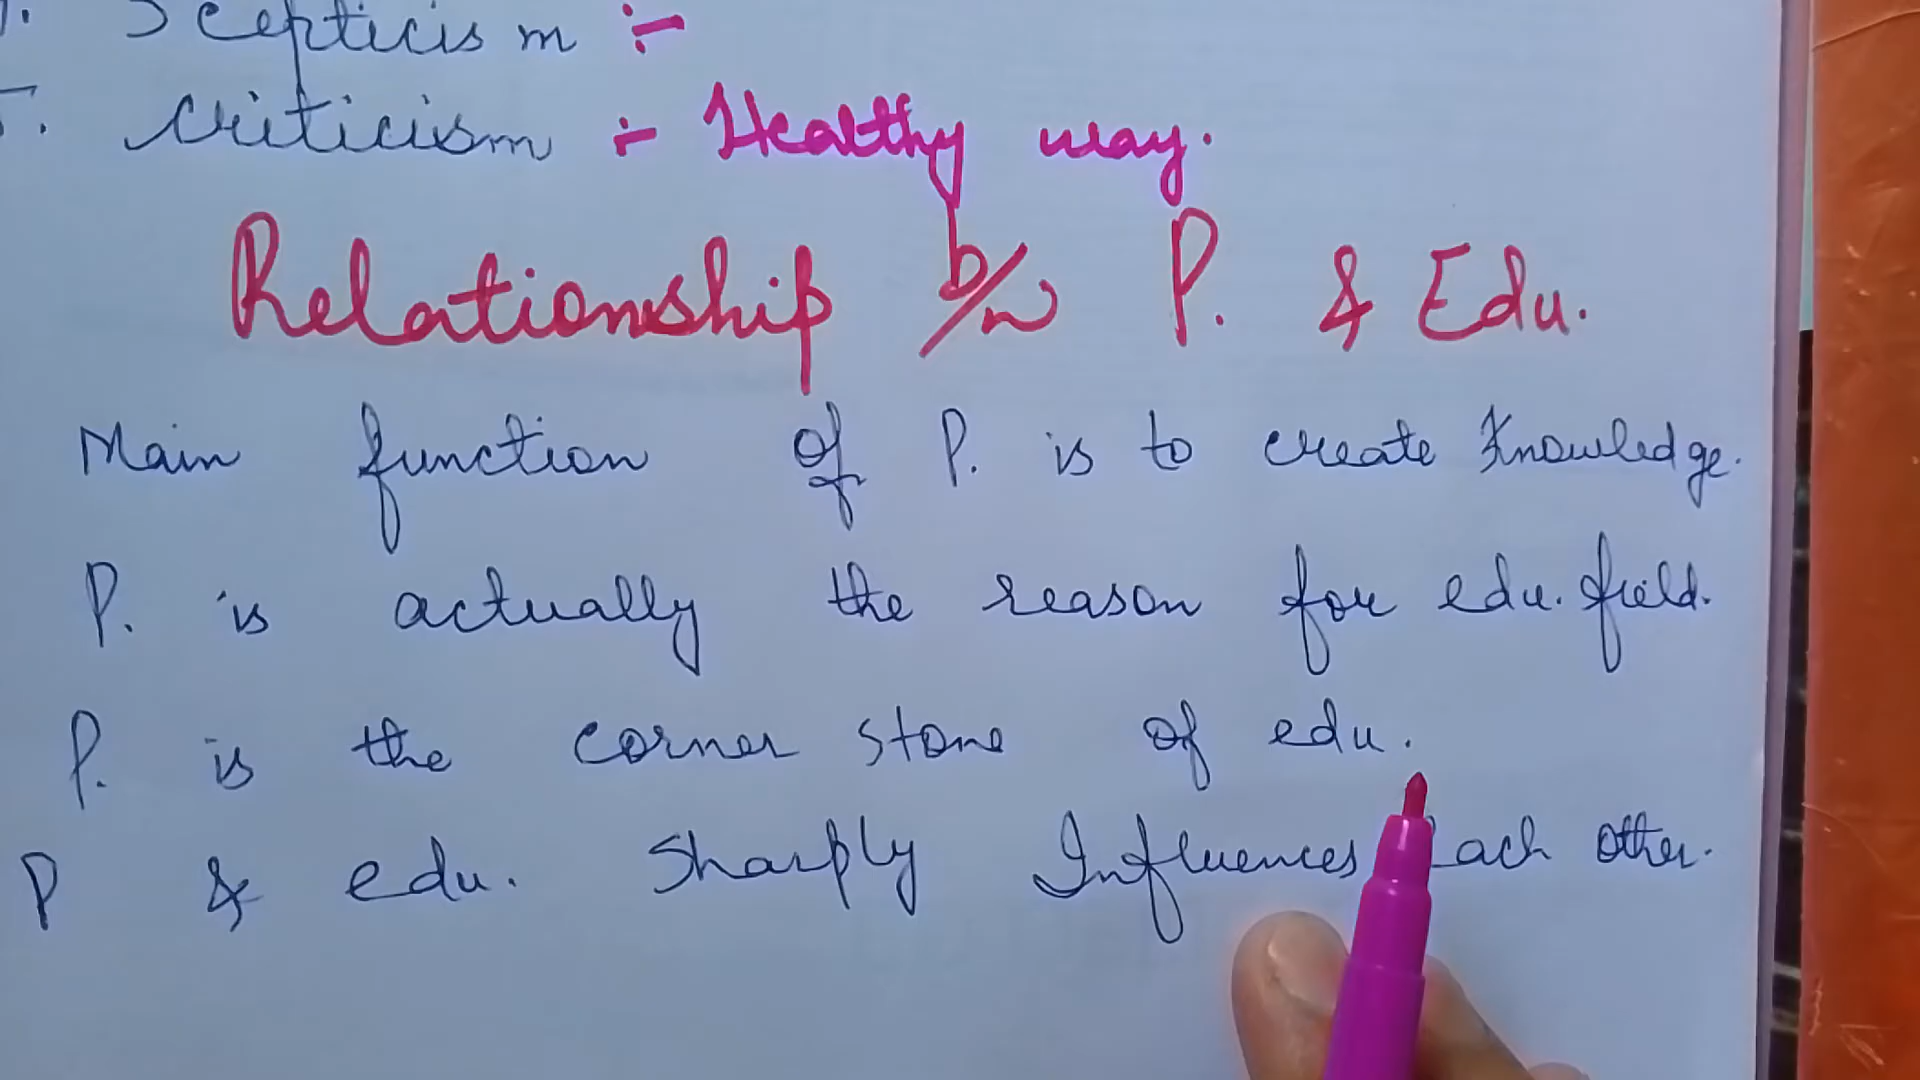 Scepticism :-
5. Criticism :- Healthy way.
Relationship b/w P. & Edu.
Main function of P. is to create Knowledge.
P. is actually the reason for edu. field.
P. is the corner stone of edu.
P & edu. Sharply Influences Each other.